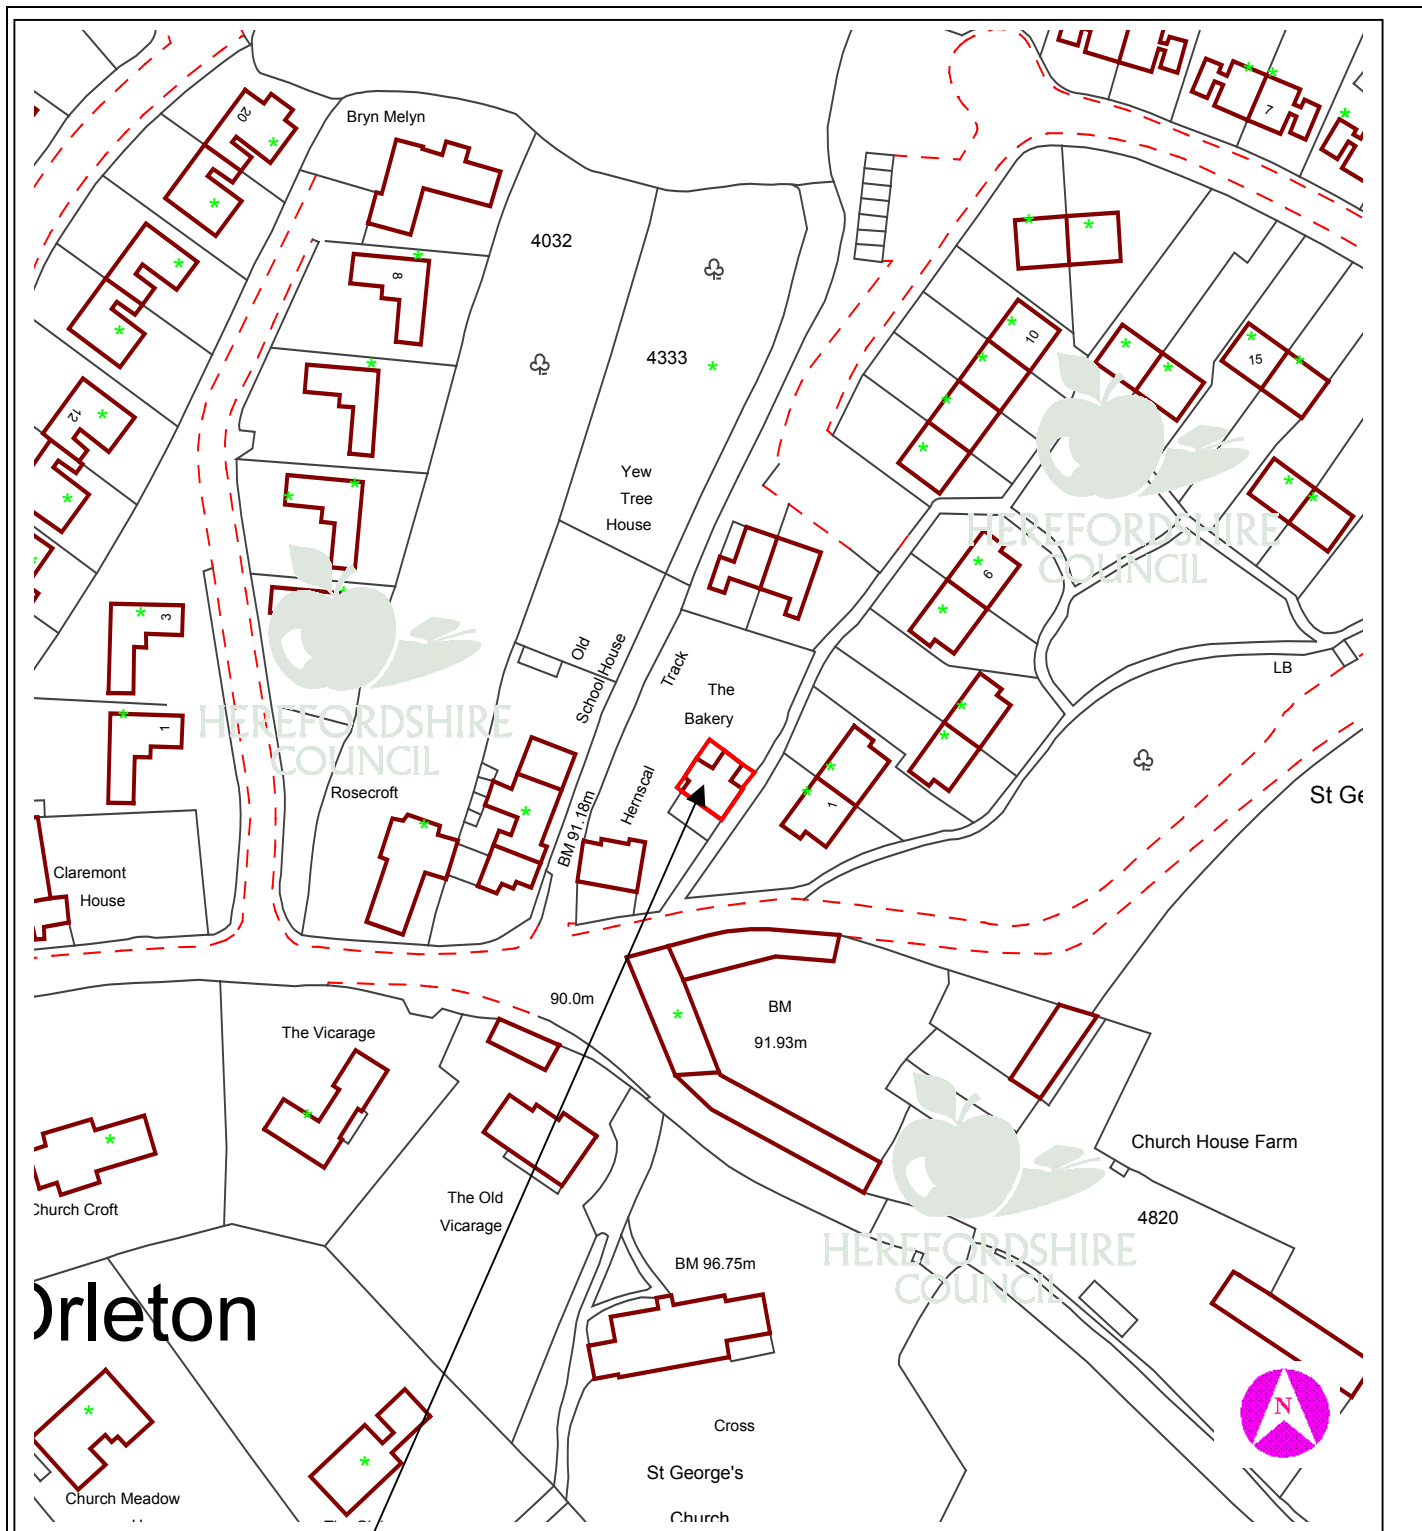 7
20
Bryn Melyn
4032
8
4333
10
15
12
Yew
Tree
House
HEREFORDSHIRE
COUNCIL
6
3
Old
School House
Track
LB
The
Bakery
1
HEREFORDSHIRE
COUNCIL
Rosecroft
Hernscal
BM 91.18m
1
St Ge
Claremont
House
90.0m
BM
91.93m
The Vicarage
Church House Farm
Church Croft
The Old
Vicarage
4820
HEREFORDSHIRE
COUNCIL
BM 96.75m
Orleton
N
Cross
St George's
Church
Church Meadow